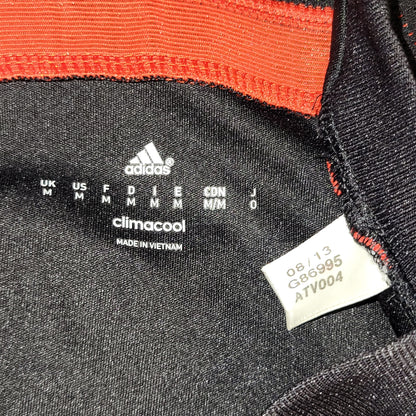 adidas®
UK US F D I E CDN J
M M M M M M M/M O
climacool
MADE IN VIETNAM
08/13
G86995
ATV004